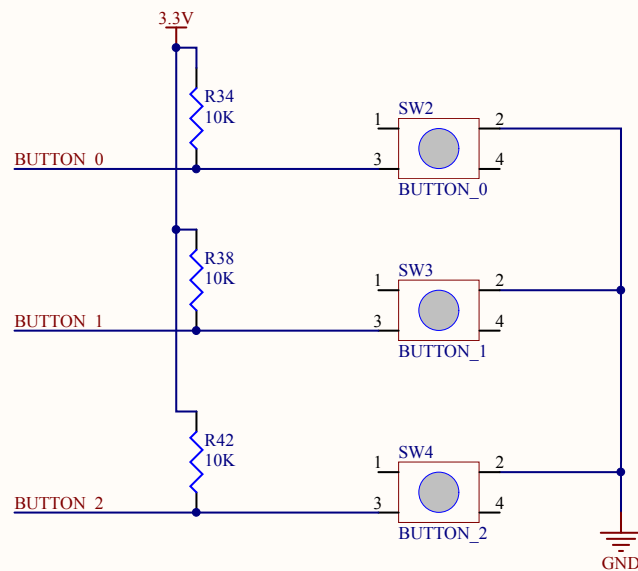 3.3V
R34
10K
SW2
1
2
BUTTON_0
3
4
BUTTON_0
R38
10K
SW3
1
2
BUTTON_1
3
4
BUTTON_1
R42
10K
SW4
1
2
BUTTON_2
3
4
BUTTON_2
GND